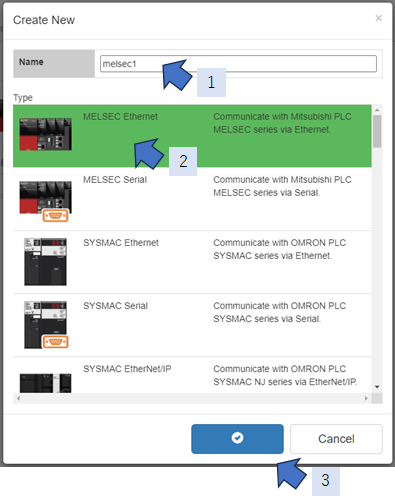 Create New
×
Name
melsec1
1
Type
MELSEC Ethernet
Communicate with Mitsubishi PLC
MELSEC series via Ethernet.
2
MELSEC Serial
Communicate with Mitsubishi PLC
MELSEC series via Serial.
SYSMAC Ethernet
Communicate with OMRON PLC
SYSMAC series via Ethernet.
SYSMAC Serial
Communicate with OMRON PLC
SYSMAC series via Serial.
SYSMAC EtherNet/IP
Communicate with OMRON PLC
SYSMAC NJ series via EtherNet/IP.
Cancel
3